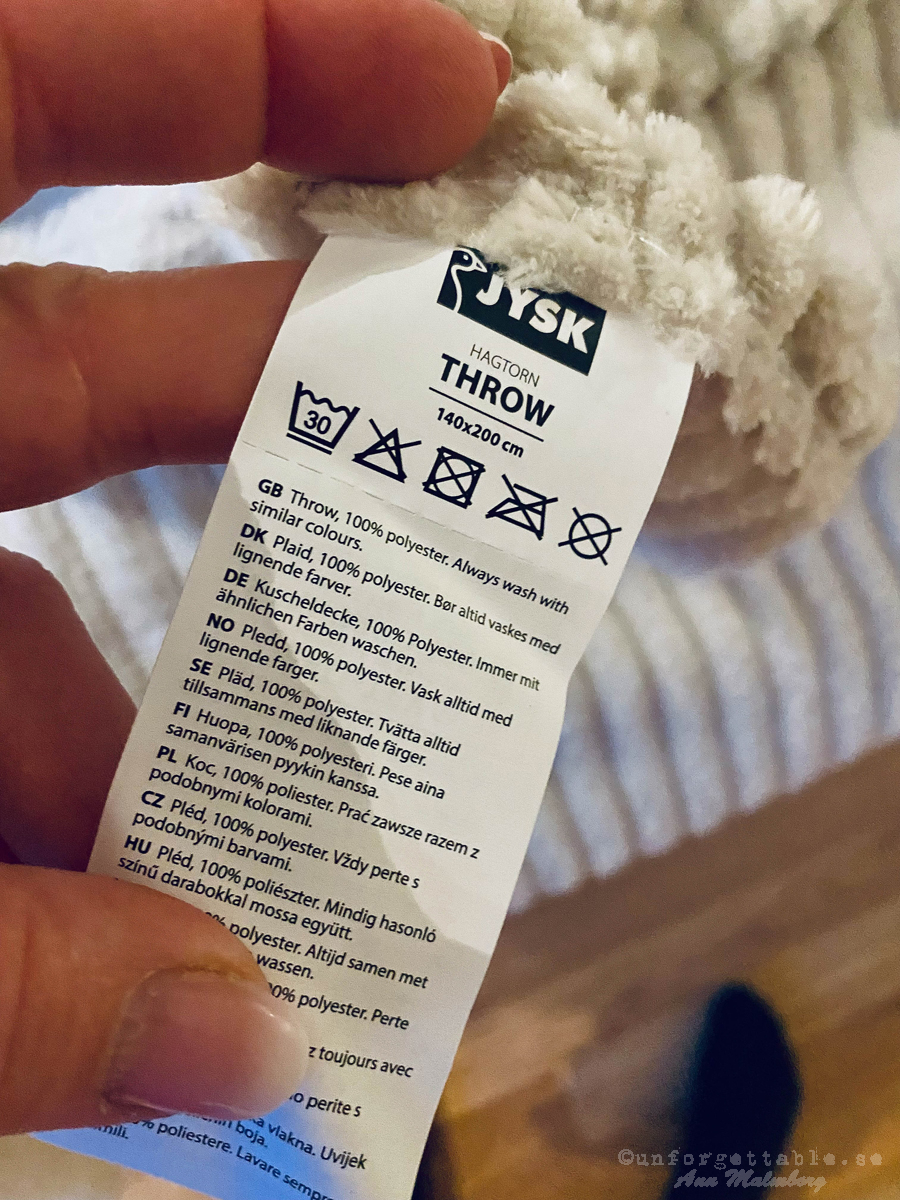 JYSK
HAGTORN
THROW
140x200 cm
30
GB Throw, 100% polyester. Always wash with
similar colours.
DK Plaid, 100% polyester. Bør altid vaskes med
lignende farver.
DE Kuscheldecke, 100% Polyester. Immer mit
ähnlichen Farben waschen.
NO Pledd, 100% polyester. Vask alltid med
lignende farger.
SE Pläd, 100% polyester. Tvätta alltid
tillsammans med liknande färger.
FI Huopa, 100% polyesteri. Pese aina
samanvärisen pyykin kanssa.
PL Koc, 100% poliester. Prać zawsze razem z
podobnymi kolorami.
CZ Pléd, 100% polyester. Vždy perte s
podobnými barvami.
HU Pléd, 100% poliészter. Mindig hasonló
színű darabokkal mossa együtt.
% polyester. Altijd samen met
wassen.
00% polyester. Perte
z toujours avec
perite s
vlakna. Uvijek
boja.
% poliestere. Lavare sempre
©unforgettable.se
Ann Malmborg